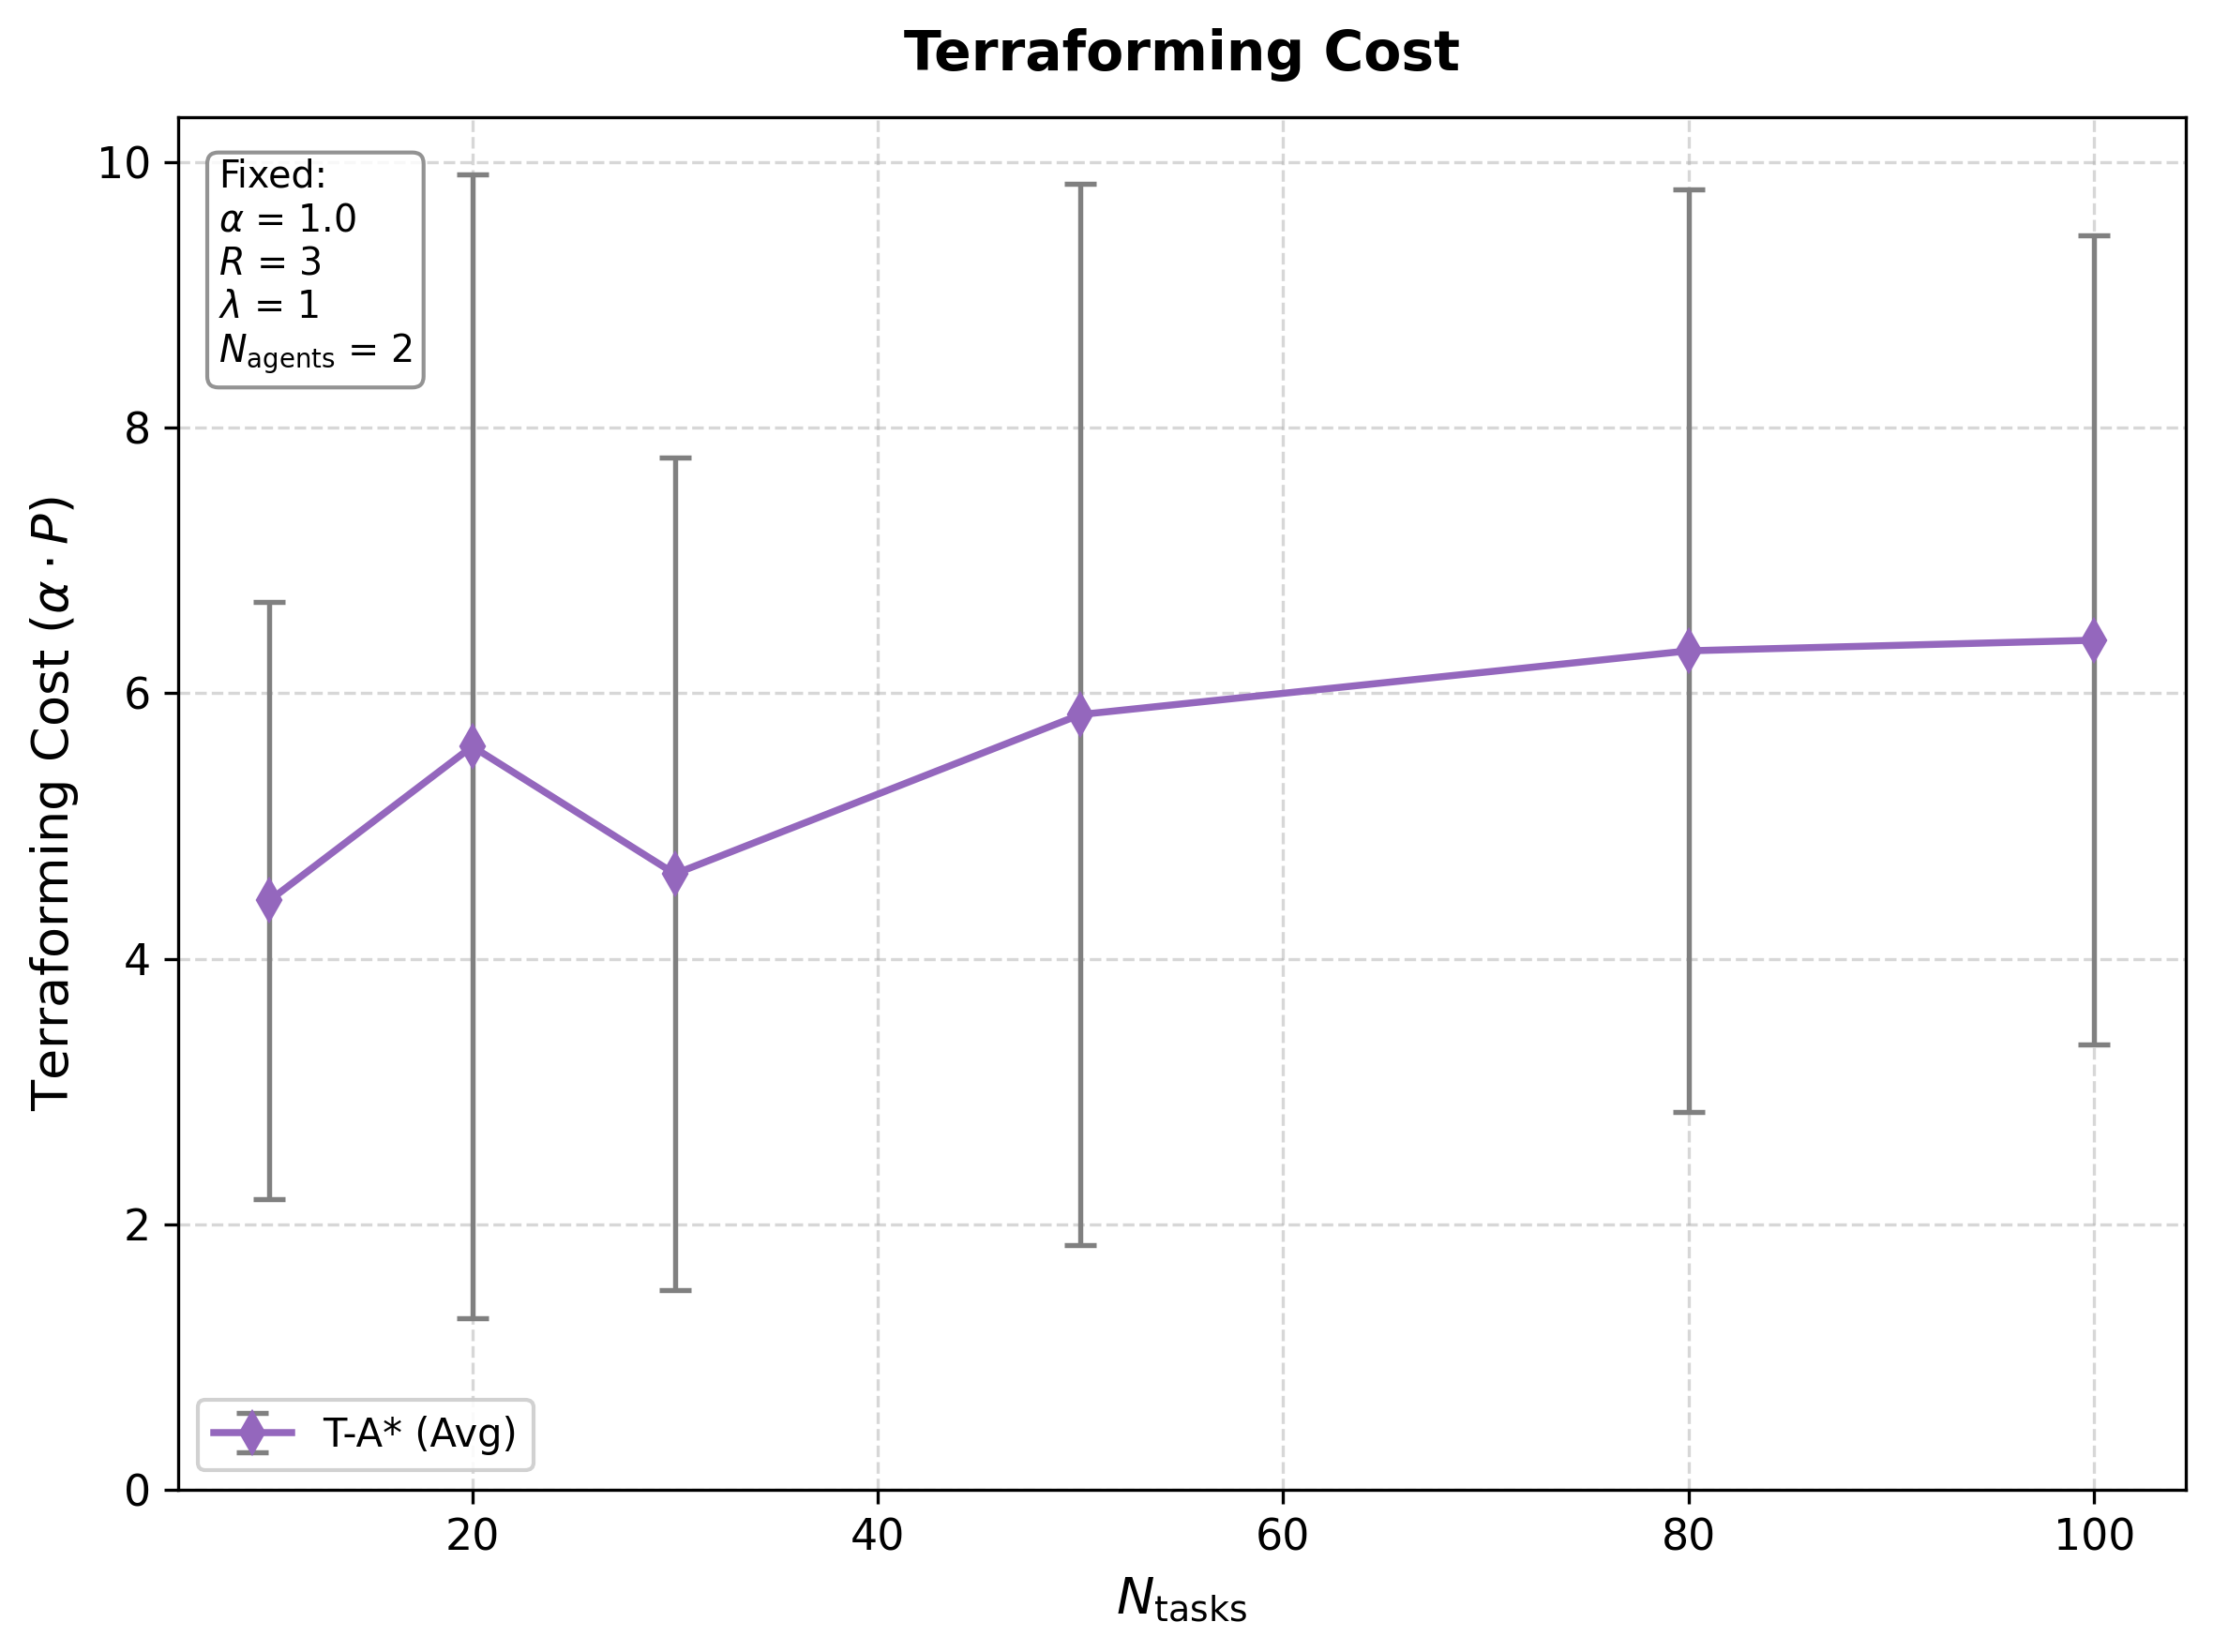 Terraforming Cost
Fixed:
α = 1.0
R = 3
λ = 1
N_agents = 2
Terraforming Cost (α · P)
10
8
6
4
2
0
T-A* (Avg)
20 40 60 80 100
N_tasks